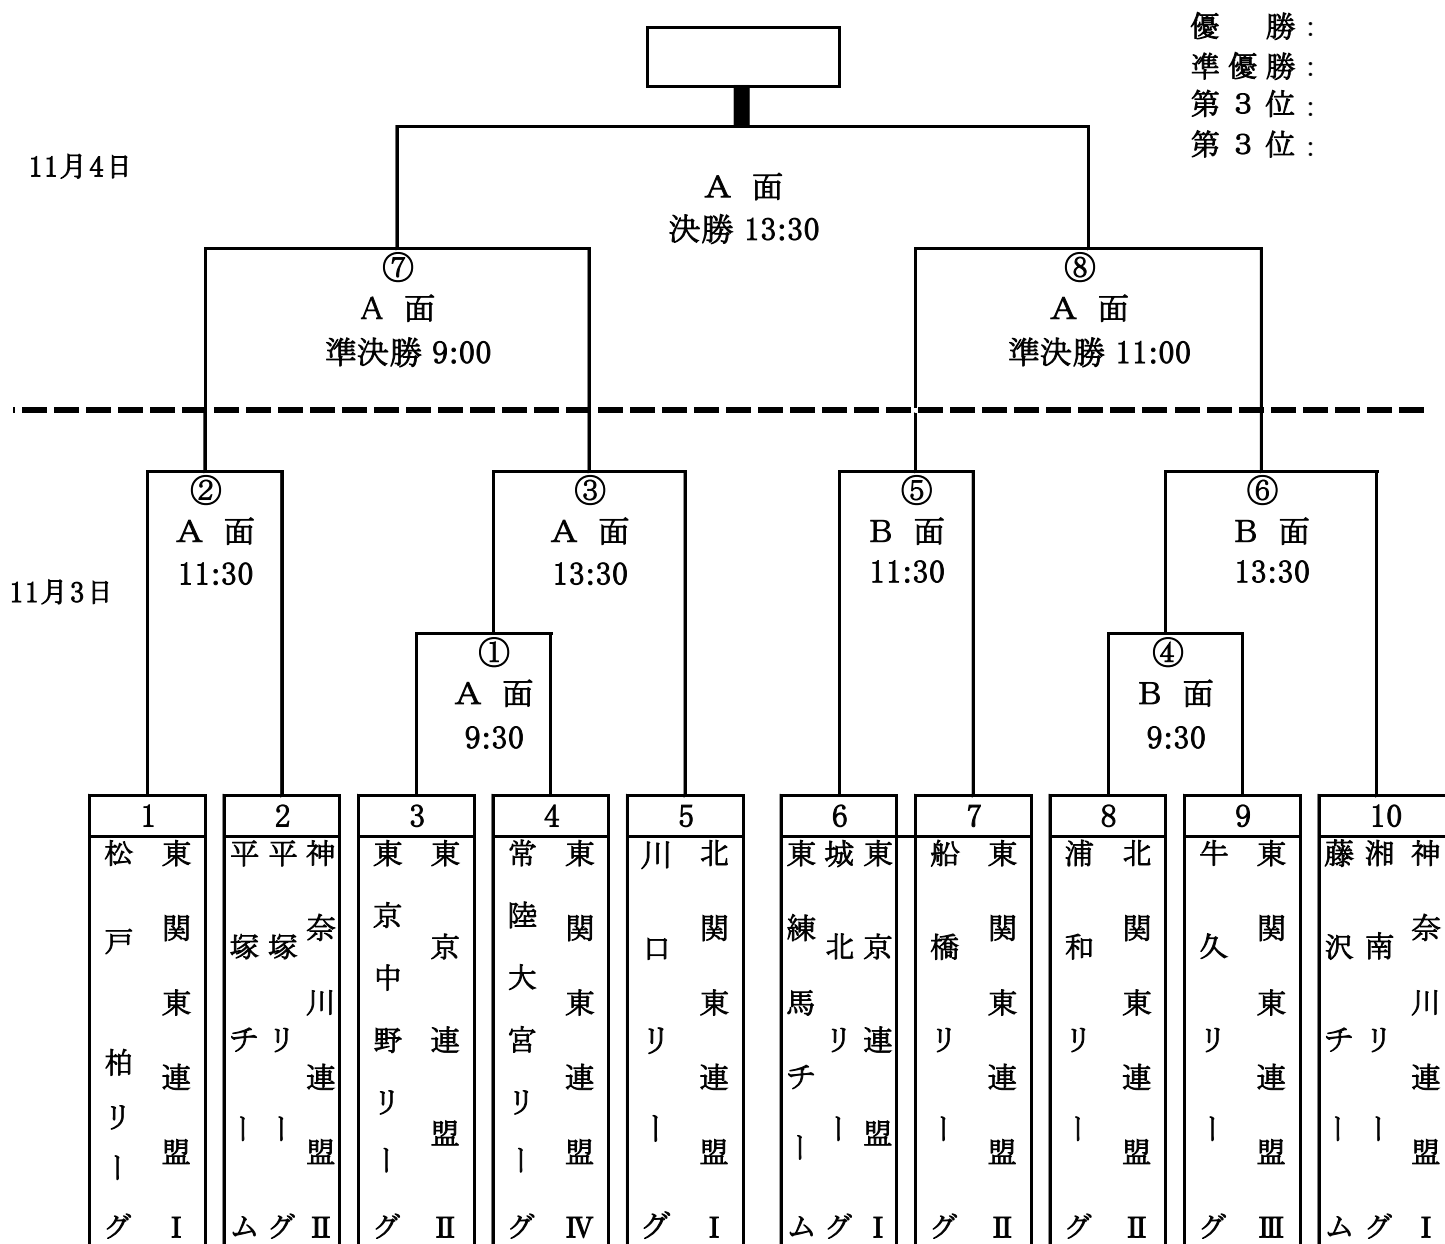 優 勝：
準優勝：
第３位：
第３位：
11月4日
A 面
決勝 13:30
⑦
A 面
準決勝 9:00
⑧
A 面
準決勝 11:00
②
A 面
11:30
③
A 面
13:30
⑤
B 面
11:30
⑥
B 面
13:30
11月3日
①
A 面
9:30
④
B 面
9:30
1
東関東連盟Ⅰ
松戸 柏リーグ
2
神奈川連盟Ⅱ
平塚リーグ
平塚チーム
3
東京連盟Ⅱ
東京中野リーグ
4
東関東連盟Ⅳ
常陸大宮リーグ
5
北関東連盟Ⅰ
川口リーグ
6
東京連盟Ⅰ
城北リーグ
東練馬チーム
7
東関東連盟Ⅱ
船橋リーグ
8
北関東連盟Ⅱ
浦和リーグ
9
東関東連盟Ⅲ
牛久リーグ
10
神奈川連盟Ⅰ
湘南リーグ
藤沢チーム